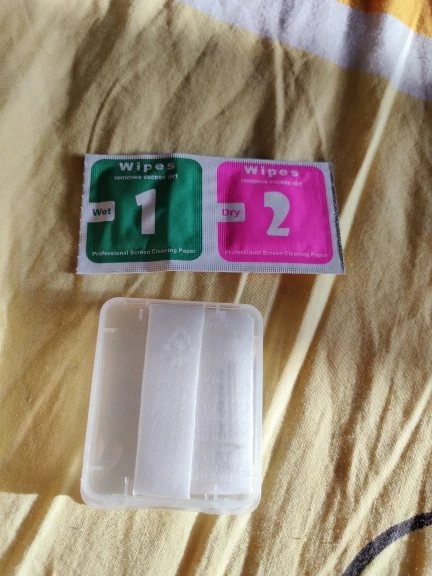 Wipes
removes excess dirt
Wet
1
Professional Screen Cleaning Paper
Wipes
removes excess dirt
Dry
2
Professional Screen Cleaning Paper